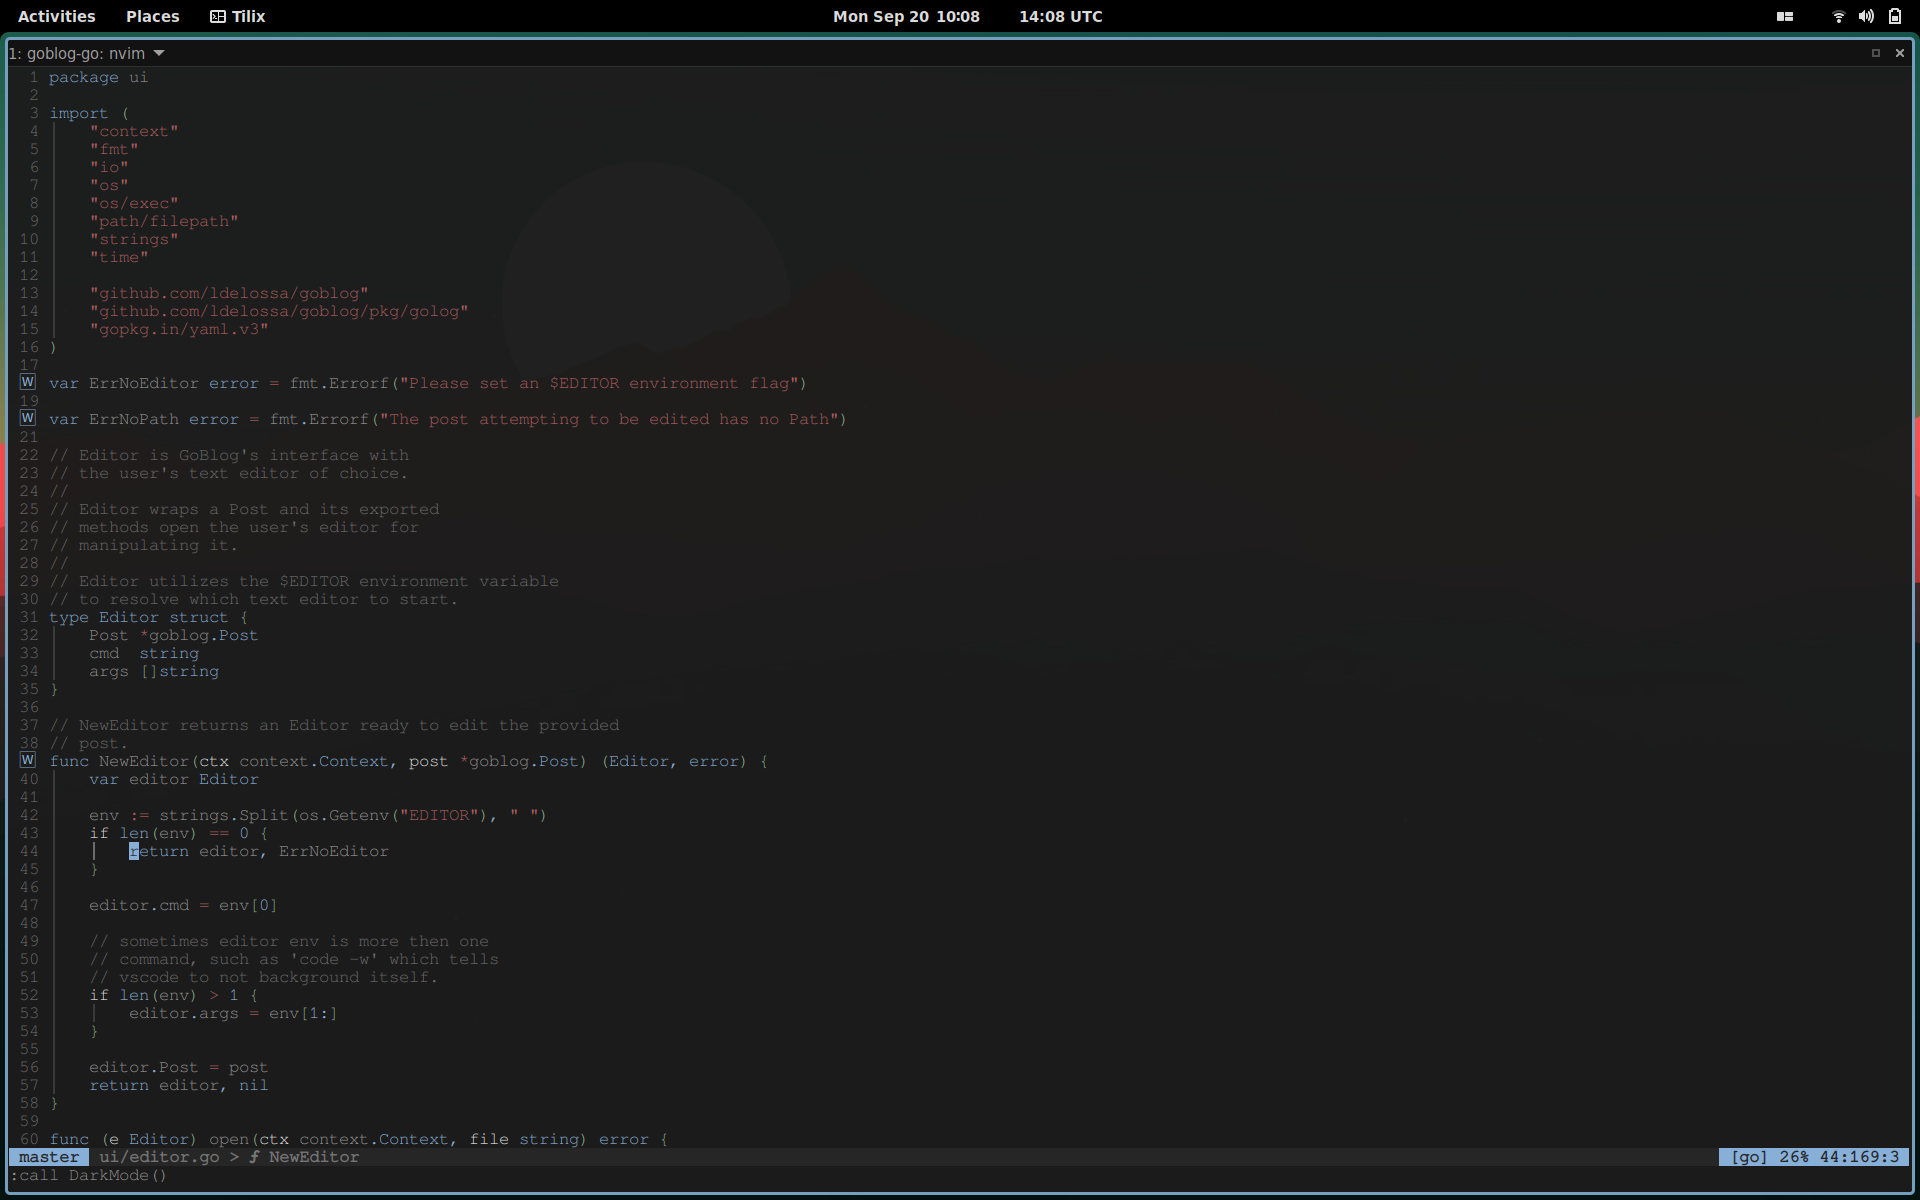 Activities Places Tilix Mon Sep 20 10:08 14:08 UTC
1: goblog-go: nvim
1 package ui
2
3 import (
4 "context"
5 "fmt"
6 "io"
7 "os"
8 "os/exec"
9 "path/filepath"
10 "strings"
11 "time"
12
13 "github.com/ldelossa/goblog"
14 "github.com/ldelossa/goblog/pkg/golog"
15 "gopkg.in/yaml.v3"
16 )
17
W var ErrNoEditor error = fmt.Errorf("Please set an $EDITOR environment flag")
19
W var ErrNoPath error = fmt.Errorf("The post attempting to be edited has no Path")
21
22 // Editor is GoBlog's interface with
23 // the user's text editor of choice.
24 //
25 // Editor wraps a Post and its exported
26 // methods open the user's editor for
27 // manipulating it.
28 //
29 // Editor utilizes the $EDITOR environment variable
30 // to resolve which text editor to start.
31 type Editor struct {
32 Post *goblog.Post
33 cmd string
34 args []string
35 }
36
37 // NewEditor returns an Editor ready to edit the provided
38 // post.
W func NewEditor(ctx context.Context, post *goblog.Post) (Editor, error) {
40 var editor Editor
41
42 env := strings.Split(os.Getenv("EDITOR"), " ")
43 if len(env) == 0 {
44 return editor, ErrNoEditor
45 }
46
47 editor.cmd = env[0]
48
49 // sometimes editor env is more then one
50 // command, such as 'code -w' which tells
51 // vscode to not background itself.
52 if len(env) > 1 {
53 editor.args = env[1:]
54 }
55
56 editor.Post = post
57 return editor, nil
58 }
59
60 func (e Editor) open(ctx context.Context, file string) error {
master ui/editor.go > ƒ NewEditor [go] 26% 44:169:3
:call DarkMode()